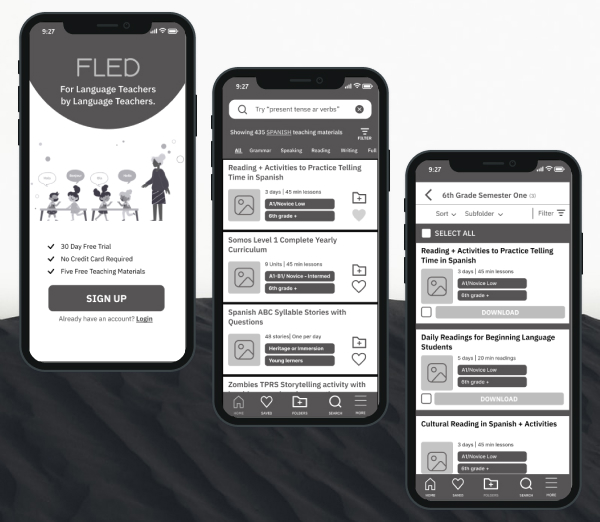 9:27
FLED
For Language Teachers
by Language Teachers.
30 Day Free Trial
No Credit Card Required
Five Free Teaching Materials
SIGN UP
Already have an account? Login
9:27
Try "present tense ar verbs"
Showing 435 SPANISH teaching materials
FILTER
All Grammar Speaking Reading Writing Full
Reading + Activities to Practice Telling
Time in Spanish
3 days | 45 min lessons
A1/Novice Low
6th grade +
Somos Level 1 Complete Yearly
Curriculum
9 Units | 45 min lessons
A1-B1/ Novice - Intermed
6th grade +
Spanish ABC Syllable Stories with
Questions
48 stories| One per day
Heritage or Immersion
Young lerners
Zombies TPRS Storytelling activity with
HOME SAVED FOLDERS SEARCH MORE
9:27
6th Grade Semester One (3)
Sort Subfolder Filter
SELECT ALL
Reading + Activities to Practice Telling
Time in Spanish
3 days | 45 min lessons
A1/Novice Low
6th grade +
DOWNLOAD
Daily Readings for Beginning Language
Students
5 days | 20 min readings
A1/Novice Low
6th grade +
DOWNLOAD
Cultural Reading in Spanish + Activities
3 days | 45 min lessons
A1/Novice Low
6th grade +
HOME SAVED FOLDERS SEARCH MORE